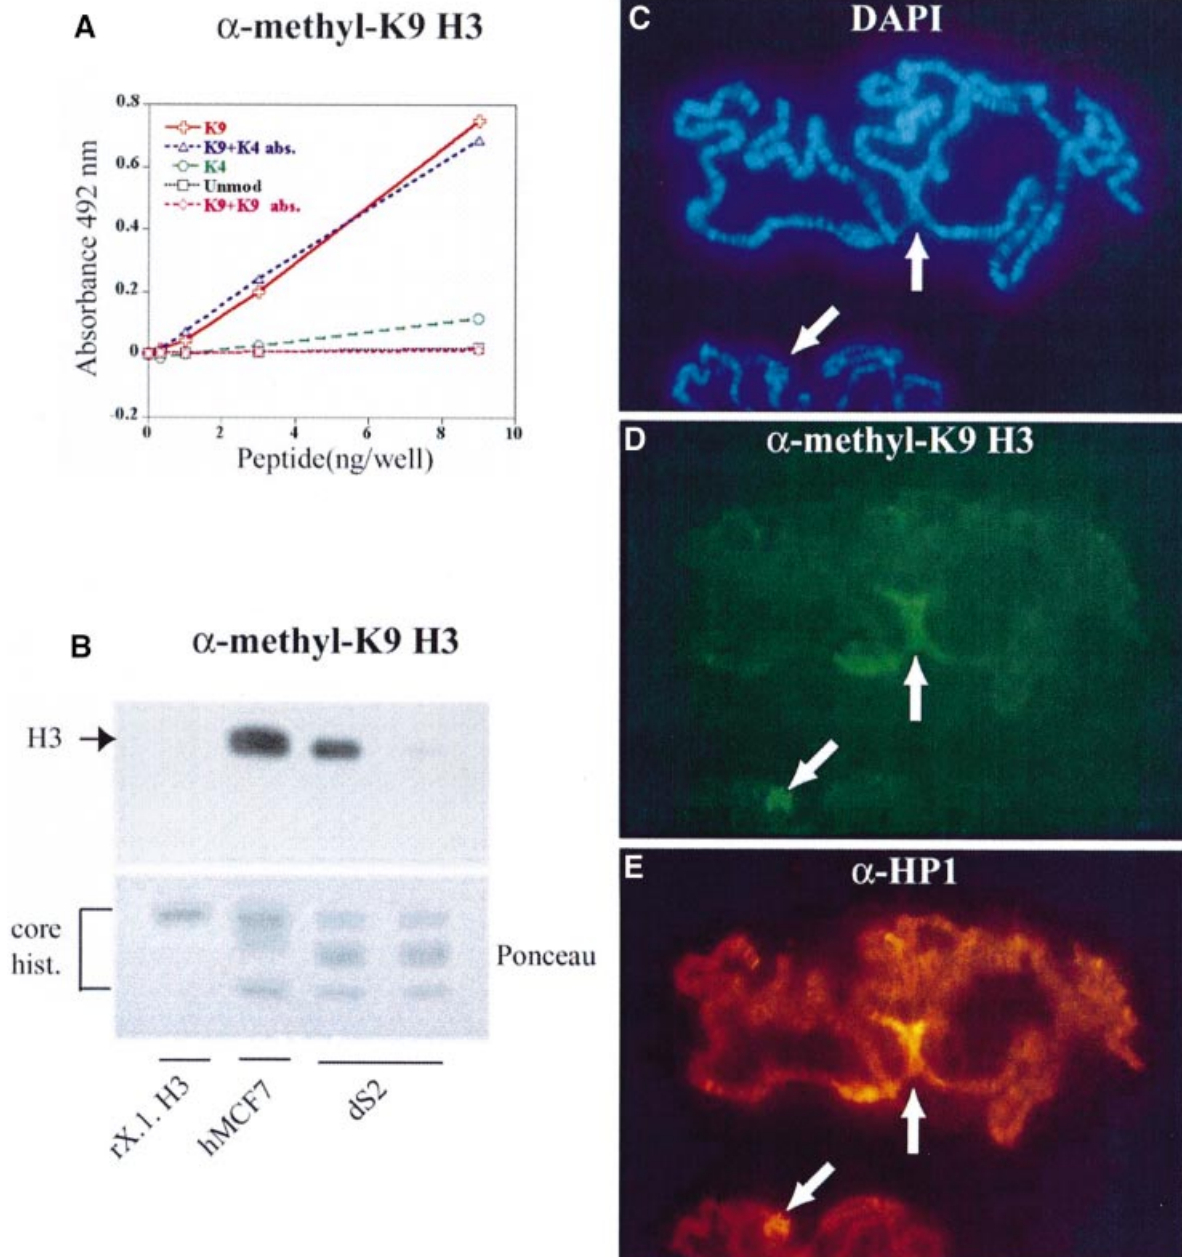 A
α-methyl-K9 H3
0.8
0.6
0.4
0.2
0
-0.2
Absorbance 492 nm
K9
K9+K4 abs.
K4
Unmod
K9+K9 abs.
0
2
4
6
8
10
Peptide(ng/well)
B
α-methyl-K9 H3
H3
core
hist.
Ponceau
rX.1. H3
hMCF7
dS2
C
DAPI
D
α-methyl-K9 H3
E
α-HP1